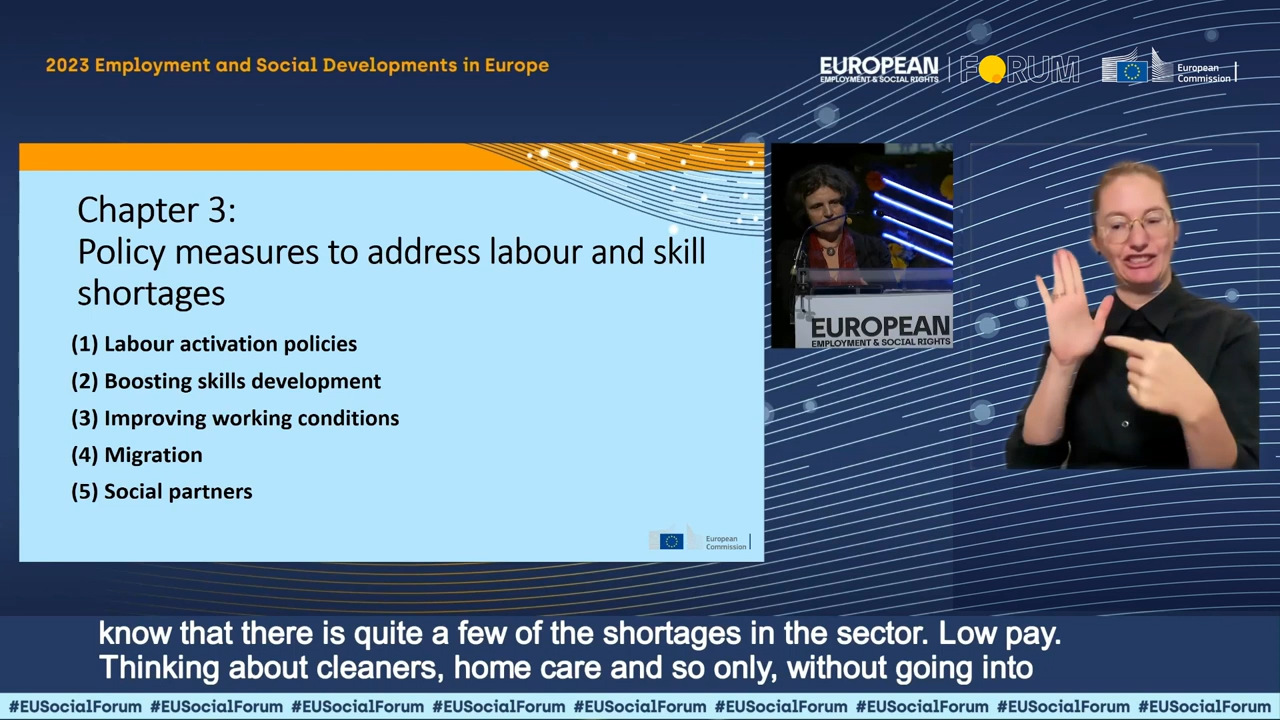 2023 Employment and Social Developments in Europe
EUROPEAN
EMPLOYMENT & SOCIAL RIGHTS
FORUM
European
Commission
Chapter 3:
Policy measures to address labour and skill
shortages
(1) Labour activation policies
(2) Boosting skills development
(3) Improving working conditions
(4) Migration
(5) Social partners
European
Commission
EUROPEAN
EMPLOYMENT & SOCIAL RIGHTS
know that there is quite a few of the shortages in the sector. Low pay.
Thinking about cleaners, home care and so only, without going into
#EUSocialForum #EUSocialForum #EUSocialForum #EUSocialForum #EUSocialForum #EUSocialForum #EUSocialForum #EUSocialForum #EUSocialForum